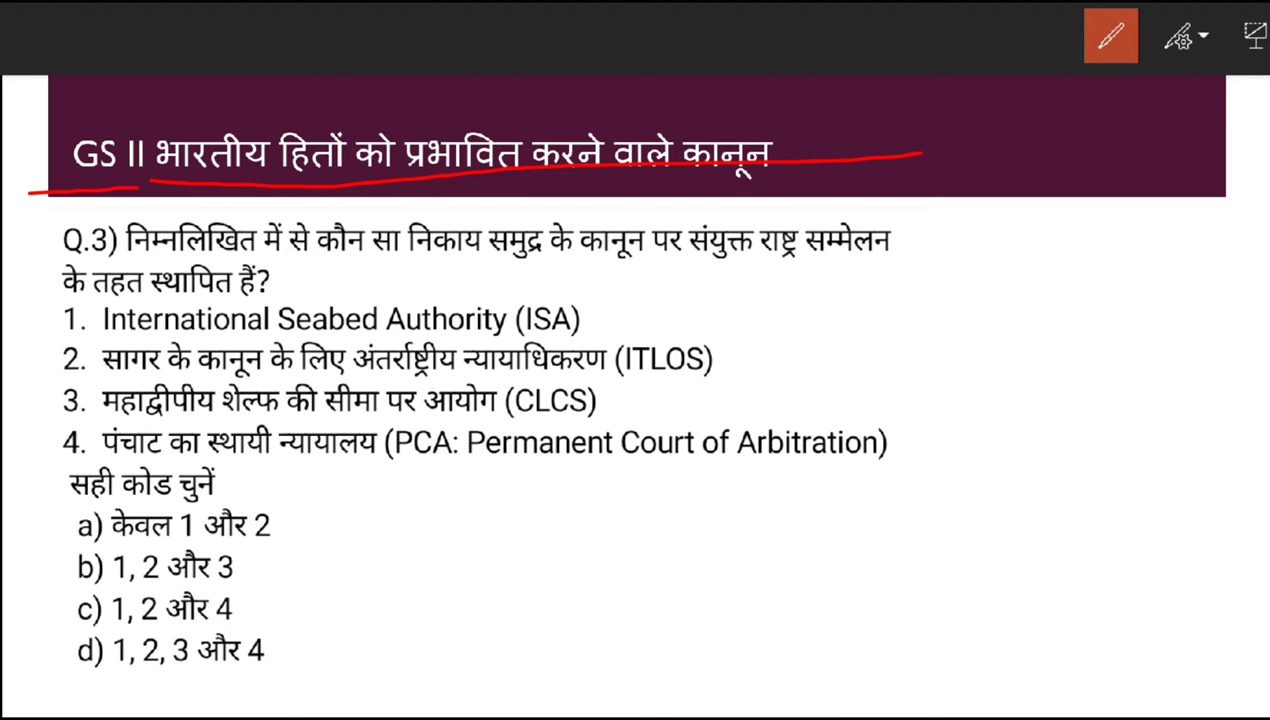 GS II भारतीय हितों को प्रभावित करने वाले कानून
Q.3) निम्नलिखित में से कौन सा निकाय समुद्र के कानून पर संयुक्त राष्ट्र सम्मेलन
के तहत स्थापित हैं?
1. International Seabed Authority (ISA)
2. सागर के कानून के लिए अंतर्राष्ट्रीय न्यायाधिकरण (ITLOS)
3. महाद्वीपीय शेल्फ की सीमा पर आयोग (CLCS)
4. पंचाट का स्थायी न्यायालय (PCA: Permanent Court of Arbitration)
सही कोड चुनें
a) केवल 1 और 2
b) 1, 2 और 3
c) 1, 2 और 4
d) 1, 2, 3 और 4